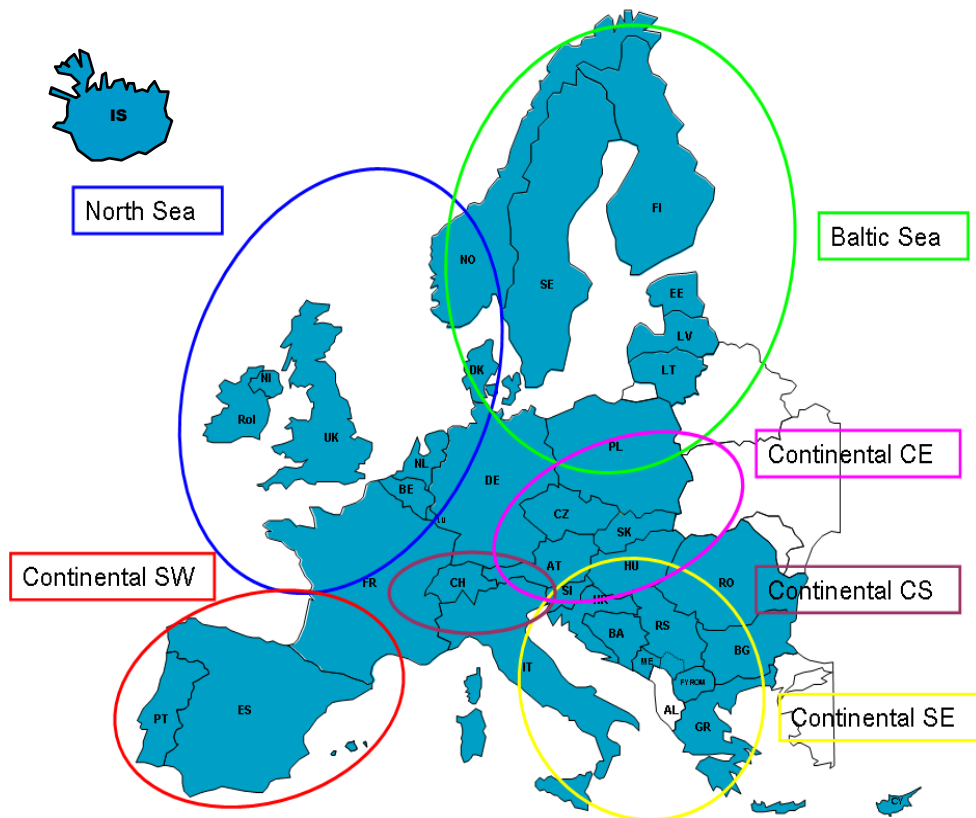 IS
North Sea
FI
Baltic Sea
NO
SE
EE
LV
LT
DK
NI
RoI
UK
PL
Continental CE
NL
DE
BE
CZ
LU
SK
Continental SW
AT
HU
FR
CH
SI
RO
Continental CS
HR
BA
RS
BG
IT
ME
FYROM
AL
ES
PT
GR
Continental SE
CY